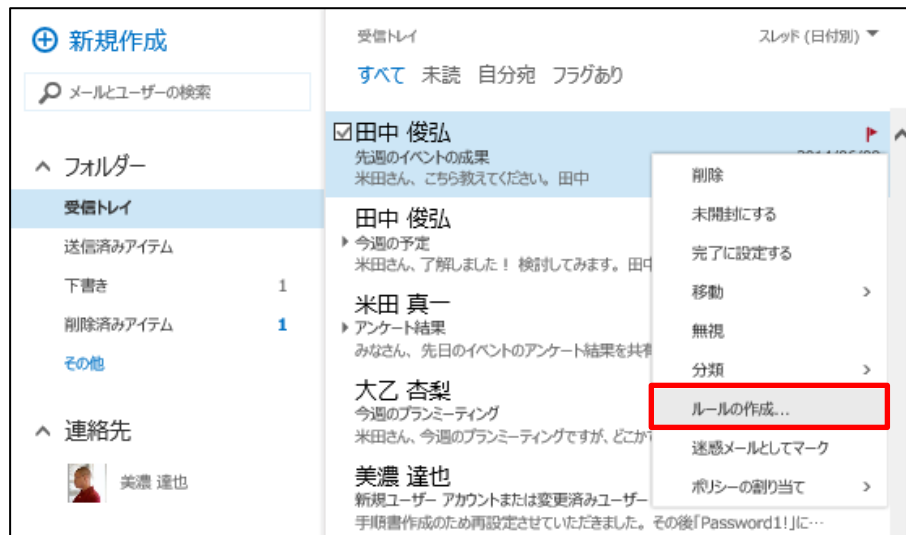 新規作成
メールとユーザーの検索
フォルダー
受信トレイ
送信済みアイテム
下書き 1
削除済みアイテム 1
その他
連絡先
美濃 達也
受信トレイ スレッド (日付別)
すべて 未読 自分宛 フラグあり
田中 俊弘
先週のイベントの成果
米田さん、こちら教えてください。田中
田中 俊弘
今週の予定
米田さん、了解しました! 検討してみます。田中
米田 真一
アンケート結果
みなさん、先日のイベントのアンケート結果を共有
大乙 杏梨
今週のプランミーティング
米田さん、今週のプランミーティングですが、どこかで
美濃 達也
新規ユーザー アカウントまたは変更済みユーザー
手順書作成のため再設定させていただきました。その後「Password1!」に…
削除
未開封にする
完了に設定する
移動
無視
分類
ルールの作成...
迷惑メールとしてマーク
ポリシーの割り当て